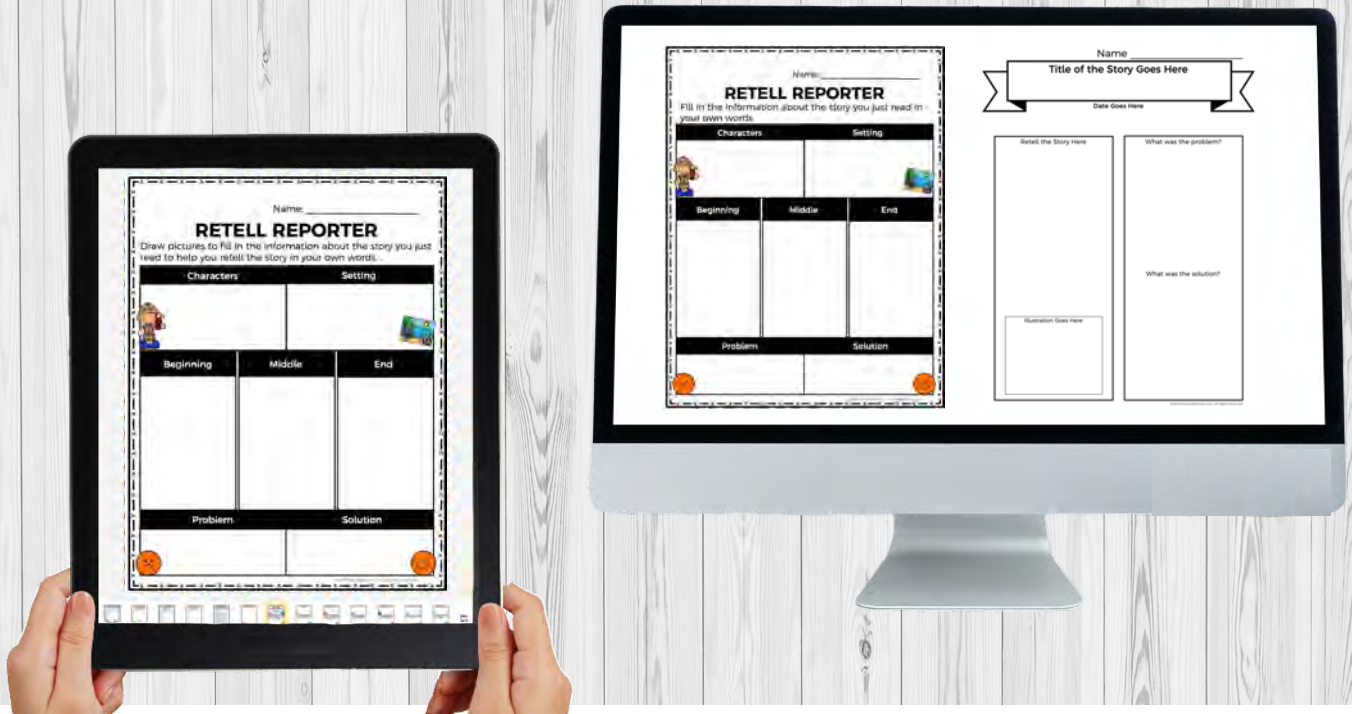 Name:
RETELL REPORTER
Draw pictures to fill in the information about the story you just
read to help you retell the story in your own words.
Characters
Setting
Beginning
Middle
End
Problem
Solution
Name:
RETELL REPORTER
Fill in the information about the story you just read in
your own words
Characters
Setting
Beginning
Middle
End
Problem
Solution
Name
Title of the Story Goes Here
Date Goes Here
Retell the Story Here
Illustration Goes Here
What was the problem?
What was the solution?